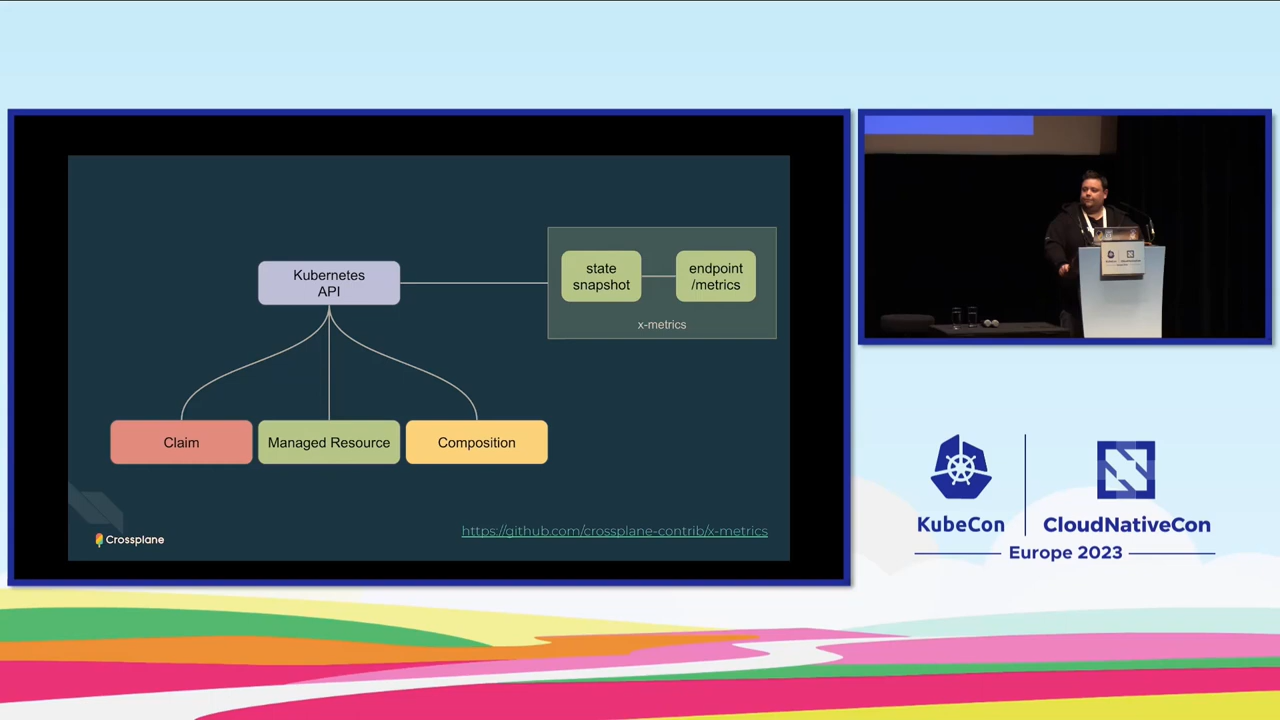 Kubernetes
API
state
snapshot
endpoint
/metrics
x-metrics
Claim
Managed Resource
Composition
https://github.com/crossplane-contrib/x-metrics
Crossplane
KubeCon
CloudNativeCon
Europe 2023